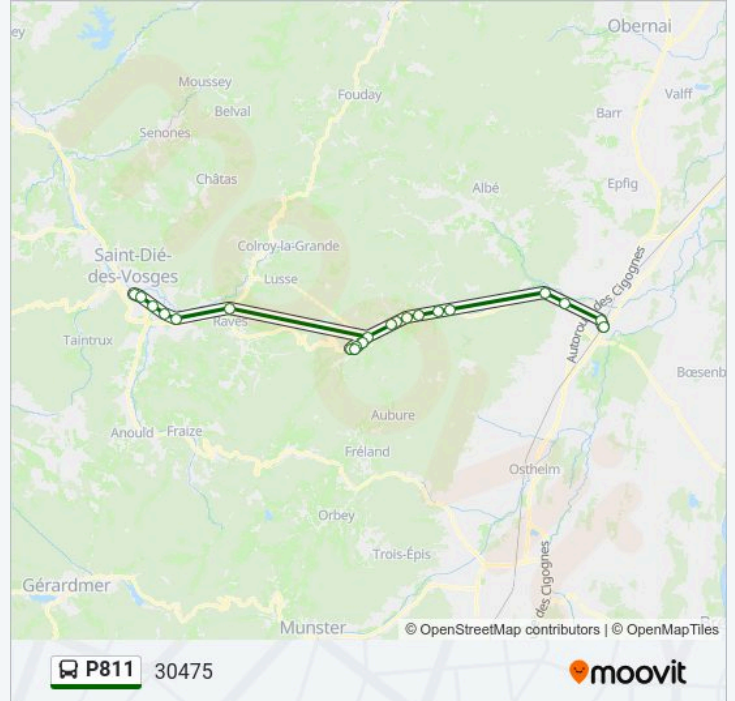 ey
Obernai
Moussey
Fouday
Valff
Belval
Barr
Senones
Châtas
Albé
Epfig
Colroy-la-Grande
Saint-Dié-
des-Vosges
Lusse
Autorou
des Cigognes
Raves
Taintrux
Bœsenb
Aubure
Anould
Fraize
Fréland
Ostheim
Orbey
Trois-Épis
des Cigognes
Gérardmer
Munster
© OpenStreetMap contributors | © OpenMapTiles
P811 30475
moovit